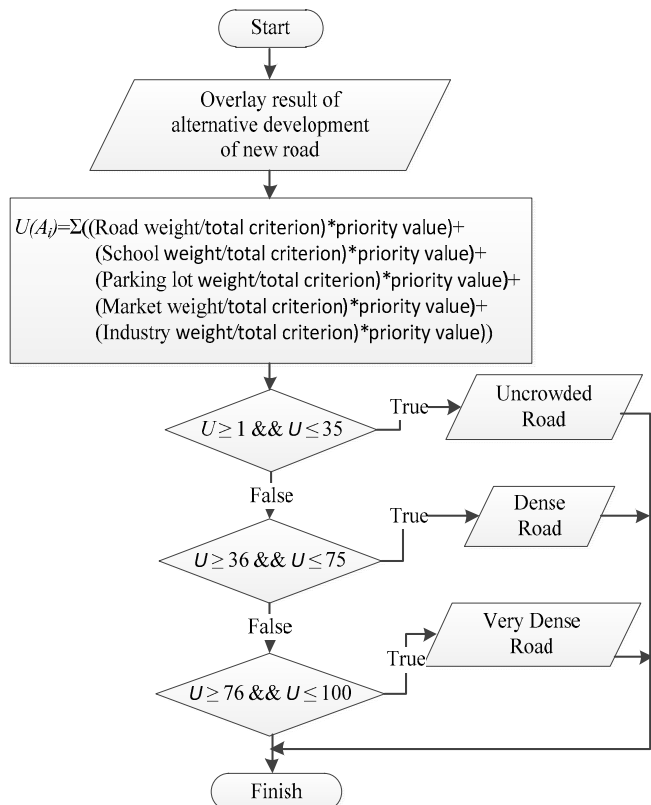 Start
Overlay result of
alternative development
of new road
U(Ai)=Σ((Road weight/total criterion)*priority value)+
(School weight/total criterion)*priority value)+
(Parking lot weight/total criterion)*priority value)+
(Market weight/total criterion)*priority value)+
(Industry weight/total criterion)*priority value))
U ≥ 1 && U ≤ 35
True
Uncrowded
Road
False
U ≥ 36 && U ≤ 75
True
Dense
Road
False
U ≥ 76 && U ≤ 100
True
Very Dense
Road
Finish